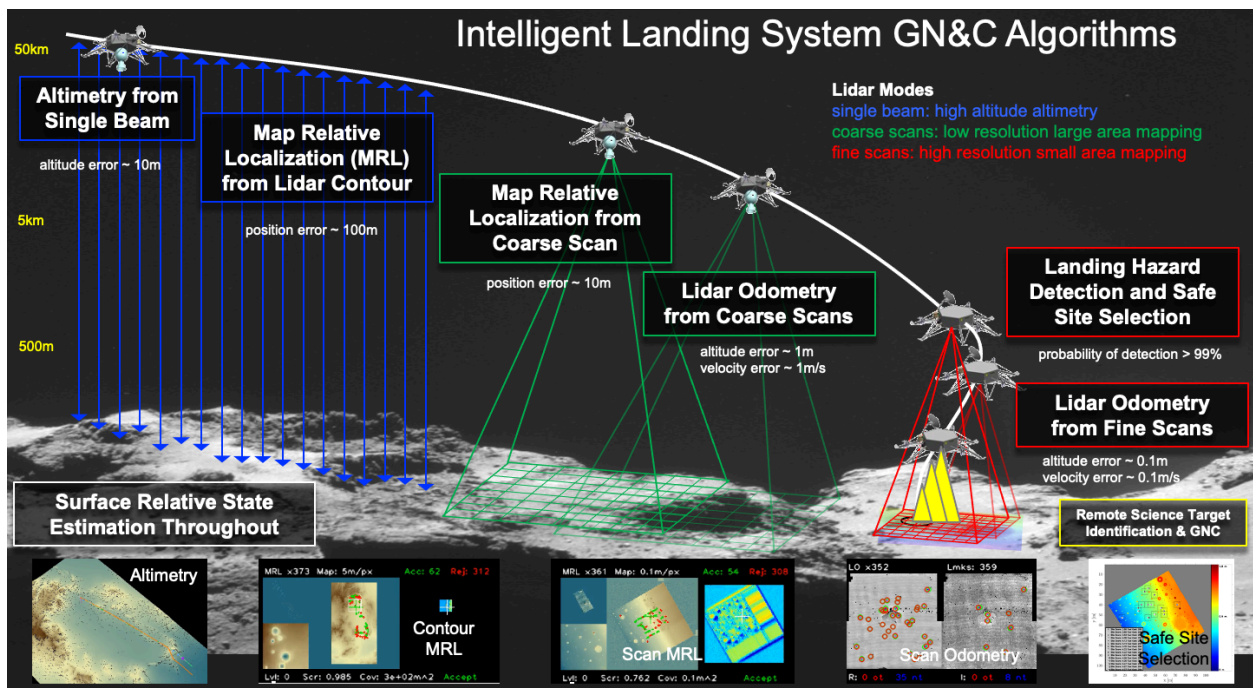 Intelligent Landing System GN&C Algorithms
50km
5km
500m
Altimetry from
Single Beam
altitude error ~ 10m
Map Relative
Localization (MRL)
from Lidar Contour
position error ~ 100m
Lidar Modes
single beam: high altitude altimetry
coarse scans: low resolution large area mapping
fine scans: high resolution small area mapping
Map Relative
Localization from
Coarse Scan
position error ~ 10m
Lidar Odometry
from Coarse Scans
altitude error ~ 1m
velocity error ~ 1m/s
Landing Hazard
Detection and Safe
Site Selection
probability of detection > 99%
Lidar Odometry
from Fine Scans
altitude error ~ 0.1m
velocity error ~ 0.1m/s
Surface Relative State
Estimation Throughout
Remote Science Target
Identification & GNC
Altimetry
MRL x373 Map: 5m/px Acc: 62 Rej: 312
Contour
MRL
Lvl: 0 Scr: 0.985 Cov: 3e+02m^2 Accept
MRL x361 Map: 0.1m/px Acc: 54 Rej: 308
Scan MRL
Lvl: 0 Scr: 0.762 Cov: 0.1m^2 Accept
LO x352 Lmks: 359
Scan Odometry
Safe Site
Selection